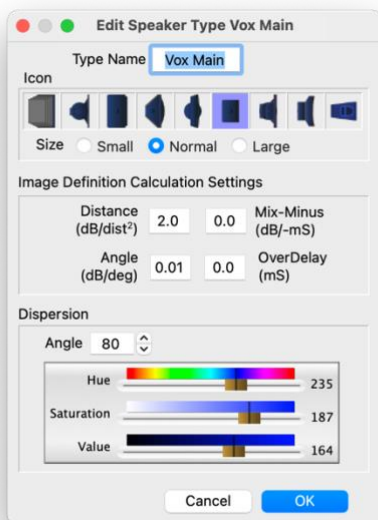 Edit Speaker Type Vox Main
Type Name Vox Main
Icon
Size Small Normal Large
Image Definition Calculation Settings
Distance (dB/dist²) 2.0 0.0 Mix-Minus (dB/-mS)
Angle (dB/deg) 0.01 0.0 OverDelay (mS)
Dispersion
Angle 80
Hue 235
Saturation 187
Value 164
Cancel OK